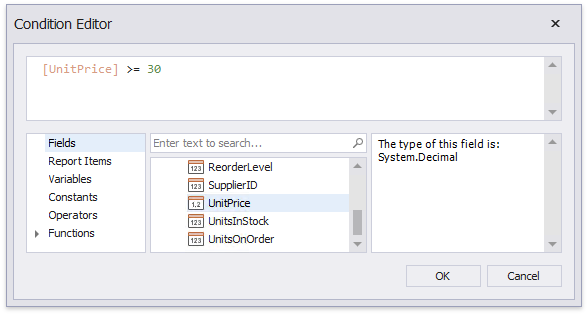 Condition Editor
[UnitPrice] >= 30
Fields
Report Items
Variables
Constants
Operators
Functions
Enter text to search...
123 ReorderLevel
123 SupplierID
1.2 UnitPrice
123 UnitsInStock
123 UnitsOnOrder
The type of this field is:
System.Decimal
OK
Cancel